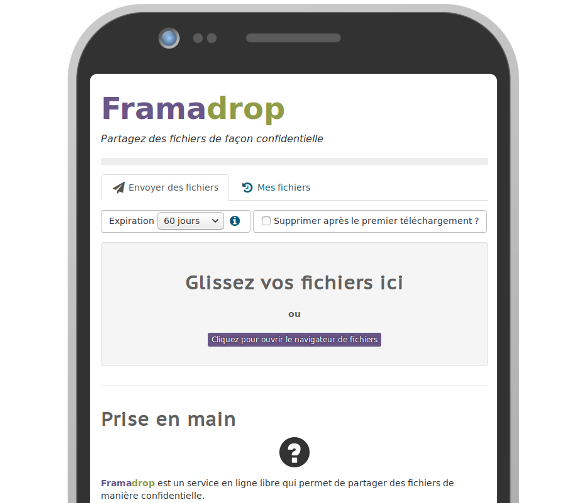 Framadrop
Partagez des fichiers de façon confidentielle
Envoyer des fichiers
Mes fichiers
Expiration 60 jours
Supprimer après le premier téléchargement ?
Glissez vos fichiers ici
ou
Cliquez pour ouvrir le navigateur de fichiers
Prise en main
?
Framadrop est un service en ligne libre qui permet de partager des fichiers de
manière confidentielle.